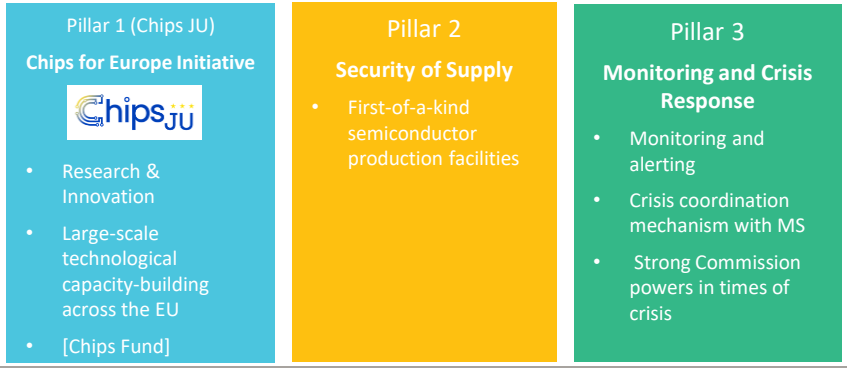 Pillar 1 (Chips JU)
Chips for Europe Initiative
ChipsJU
• Research &
Innovation
• Large-scale
technological
capacity-building
across the EU
• [Chips Fund]
Pillar 2
Security of Supply
• First-of-a-kind
semiconductor
production facilities
Pillar 3
Monitoring and Crisis
Response
• Monitoring and
alerting
• Crisis coordination
mechanism with MS
• Strong Commission
powers in times of
crisis